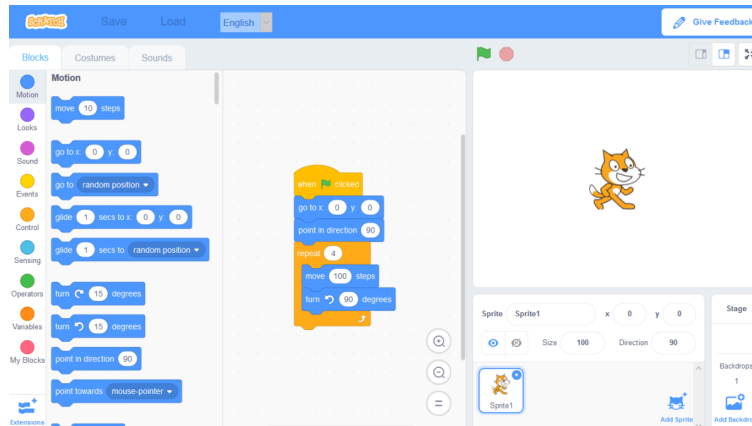 SCRATCH Save Load English Give Feedback
Blocks Costumes Sounds
Motion
Looks
Sound
Events
Control
Sensing
Operators
Variables
My Blocks
Extensions
Motion
move 10 steps
go to x: 0 y: 0
go to random position
glide 1 secs to x: 0 y: 0
glide 1 secs to random position
turn 15 degrees
turn 15 degrees
point in direction 90
point towards mouse-pointer
when clicked
go to x: 0 y: 0
point in direction 90
repeat 4
move 100 steps
turn 90 degrees
Sprite Sprite1 x 0 y 0
Size 100 Direction 90
Sprite1
Add Sprite
Stage
Backdrops
1
Add Backdro